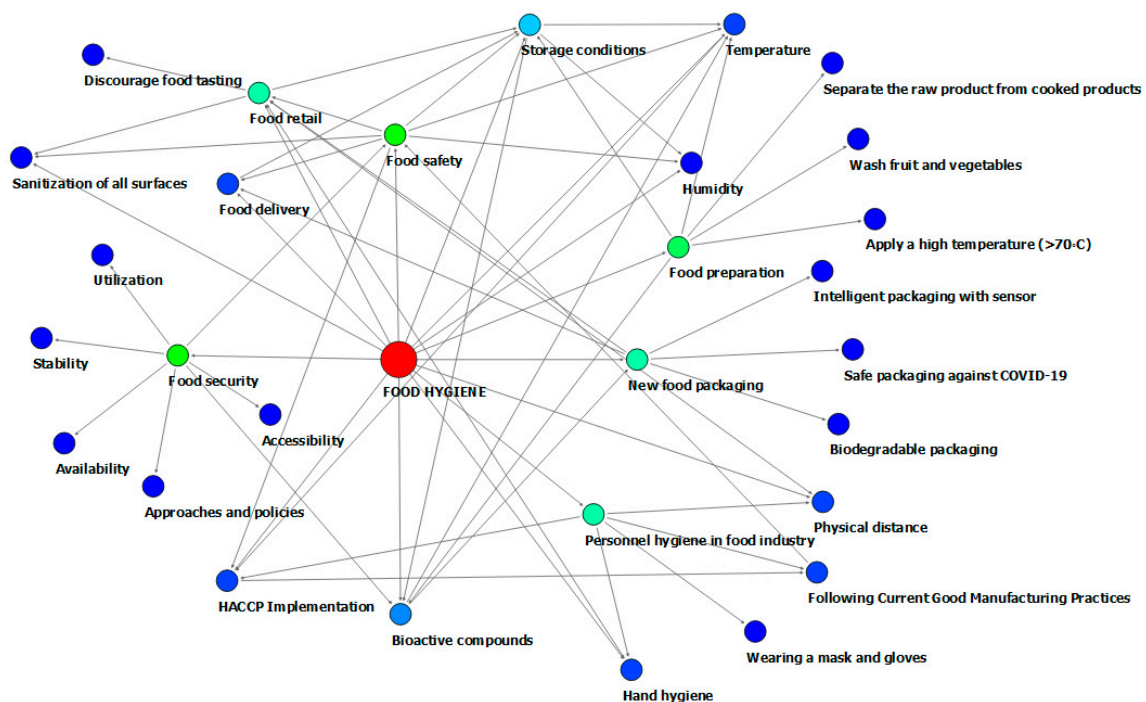 Storage conditions
Temperature
Discourage food tasting
Separate the raw product from cooked products
Food retail
Food safety
Wash fruit and vegetables
Sanitization of all surfaces
Humidity
Food delivery
Apply a high temperature (>70◦C)
Food preparation
Utilization
Intelligent packaging with sensor
Stability
Safe packaging against COVID-19
Food security
FOOD HYGIENE
New food packaging
Accessibility
Biodegradable packaging
Availability
Approaches and policies
Physical distance
Personnel hygiene in food industry
HACCP Implementation
Following Current Good Manufacturing Practices
Bioactive compounds
Wearing a mask and gloves
Hand hygiene